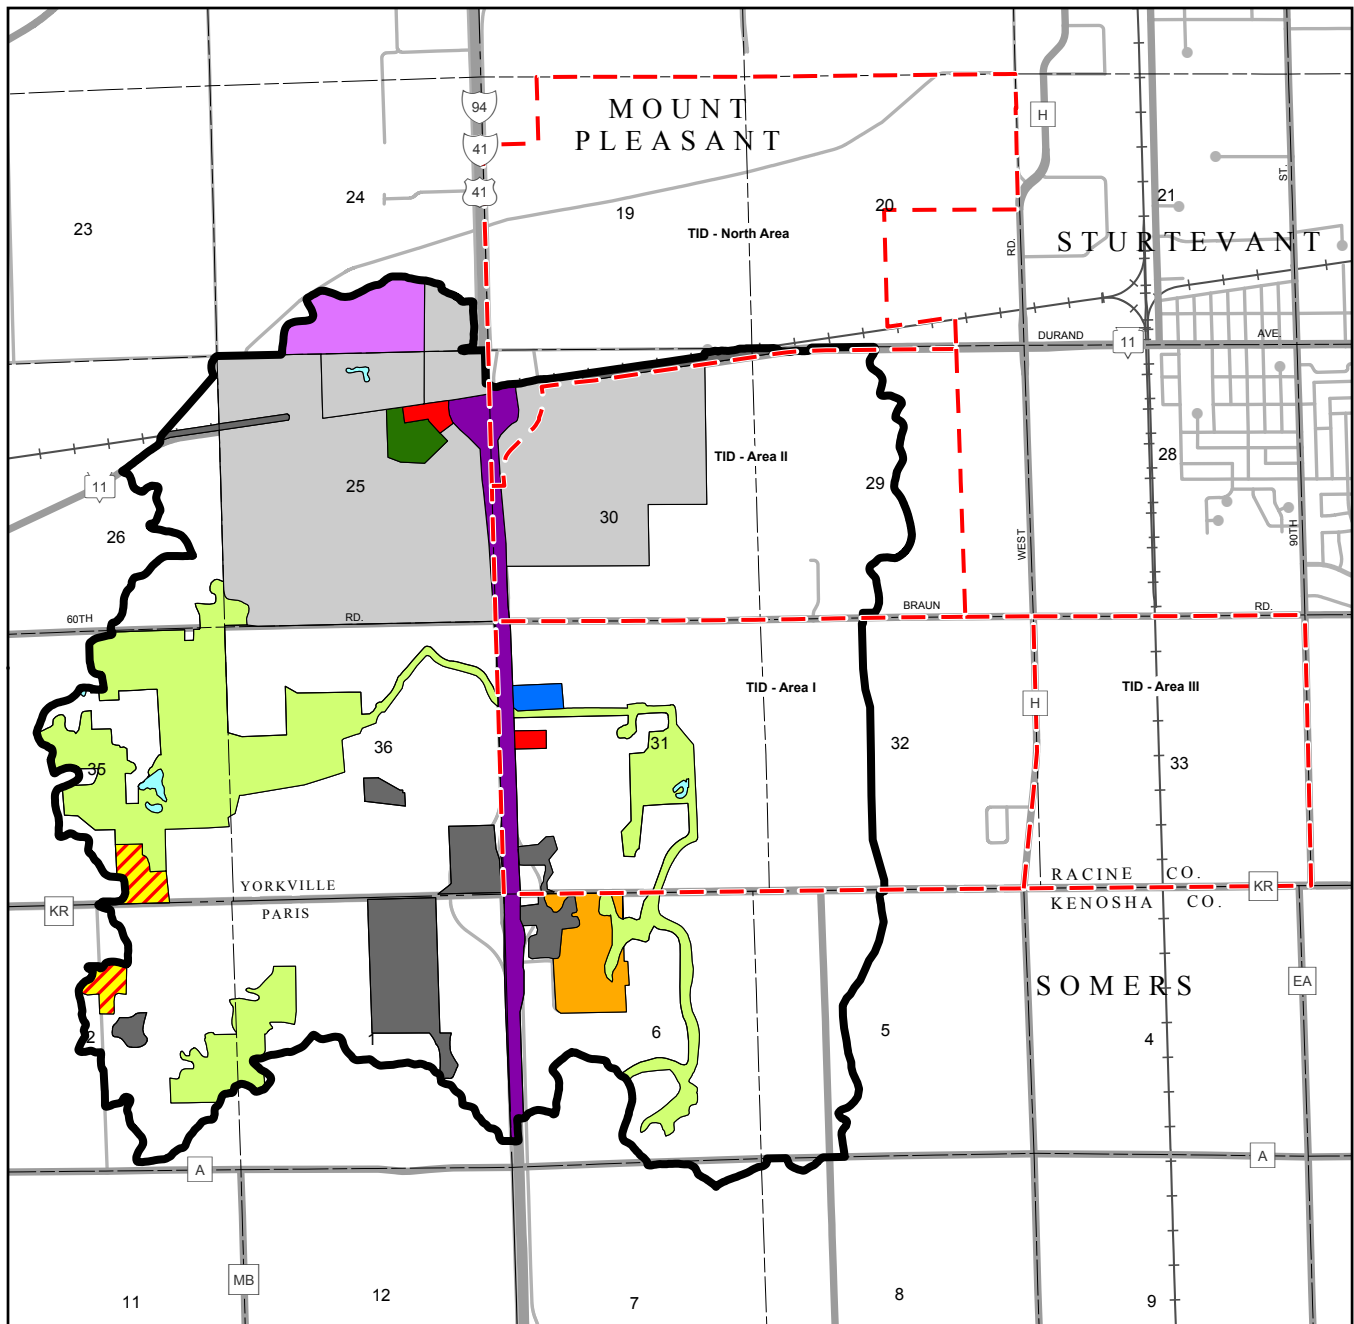 94
MOUNT
H
PLEASANT
41
ST.
41
24
21
20
19
23
TID - North Area
RD.
STURTEVANT
DURAND
11
AVE.
28
TID - Area II
25
11
29
30
90TH
26
WEST
60TH
RD.
BRAUN
RD.
TID - Area I
TID - Area III
H
36
31
32
33
35
RACINE CO.
YORKVILLE
KR
KENOSHA CO.
KR
PARIS
SOMERS
EA
6
5
2
1
4
A
A
MB
12
8
11
7
9